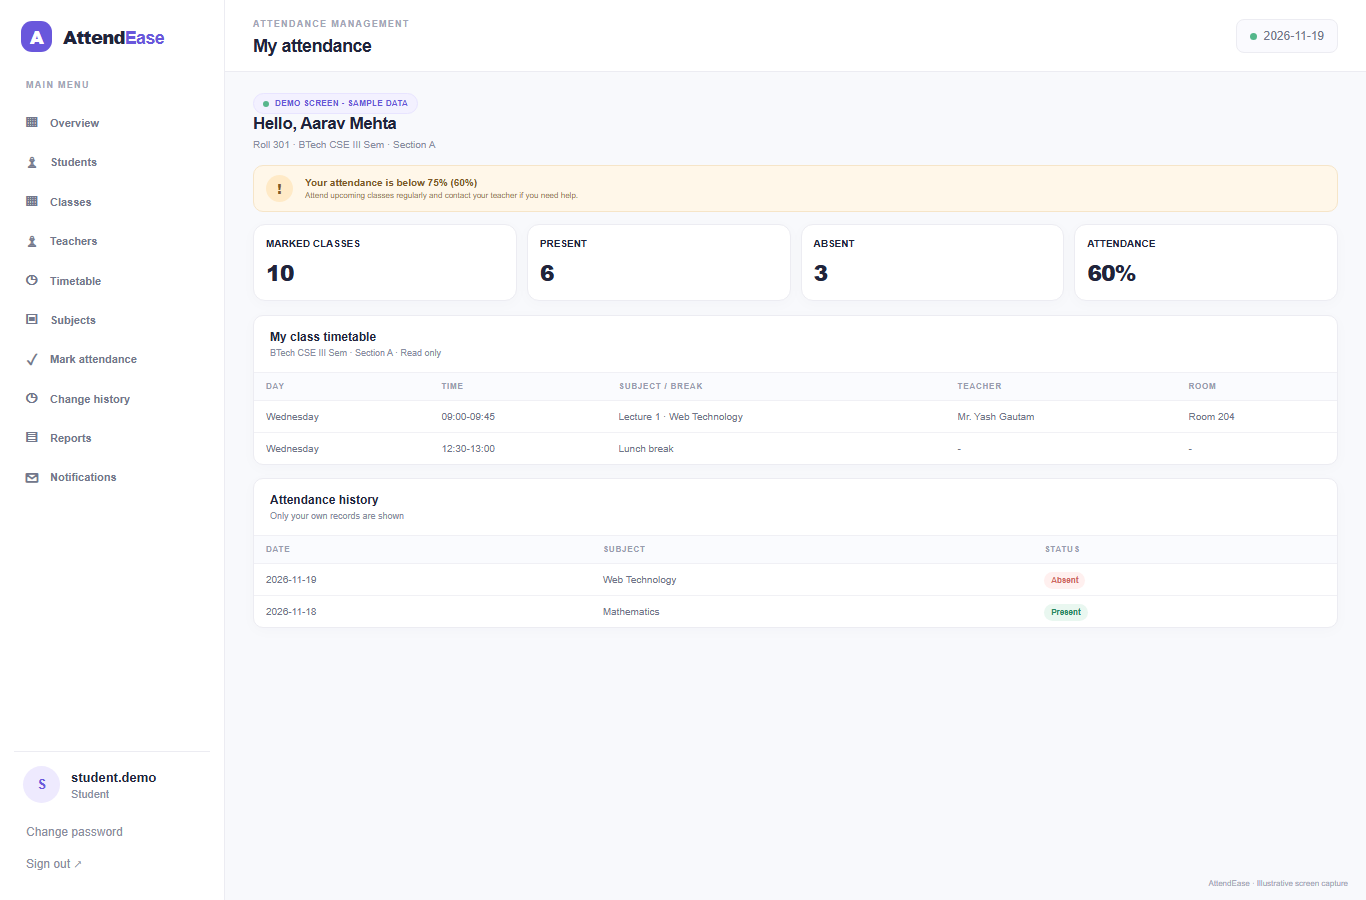 A AttendEase
MAIN MENU
Overview
Students
Classes
Teachers
Timetable
Subjects
Mark attendance
Change history
Reports
Notifications
S
student.demo
Student
Change password
Sign out ↗
ATTENDANCE MANAGEMENT
My attendance
2026-11-19
DEMO SCREEN - SAMPLE DATA
Hello, Aarav Mehta
Roll 301 · BTech CSE III Sem · Section A
!
Your attendance is below 75% (60%)
Attend upcoming classes regularly and contact your teacher if you need help.
MARKED CLASSES
10
PRESENT
6
ABSENT
3
ATTENDANCE
60%
My class timetable
BTech CSE III Sem · Section A · Read only
DAY TIME SUBJECT / BREAK TEACHER ROOM
Wednesday 09:00-09:45 Lecture 1 · Web Technology Mr. Yash Gautam Room 204
Wednesday 12:30-13:00 Lunch break - -
Attendance history
Only your own records are shown
DATE SUBJECT STATUS
2026-11-19 Web Technology Absent
2026-11-18 Mathematics Present
AttendEase · Illustrative screen capture